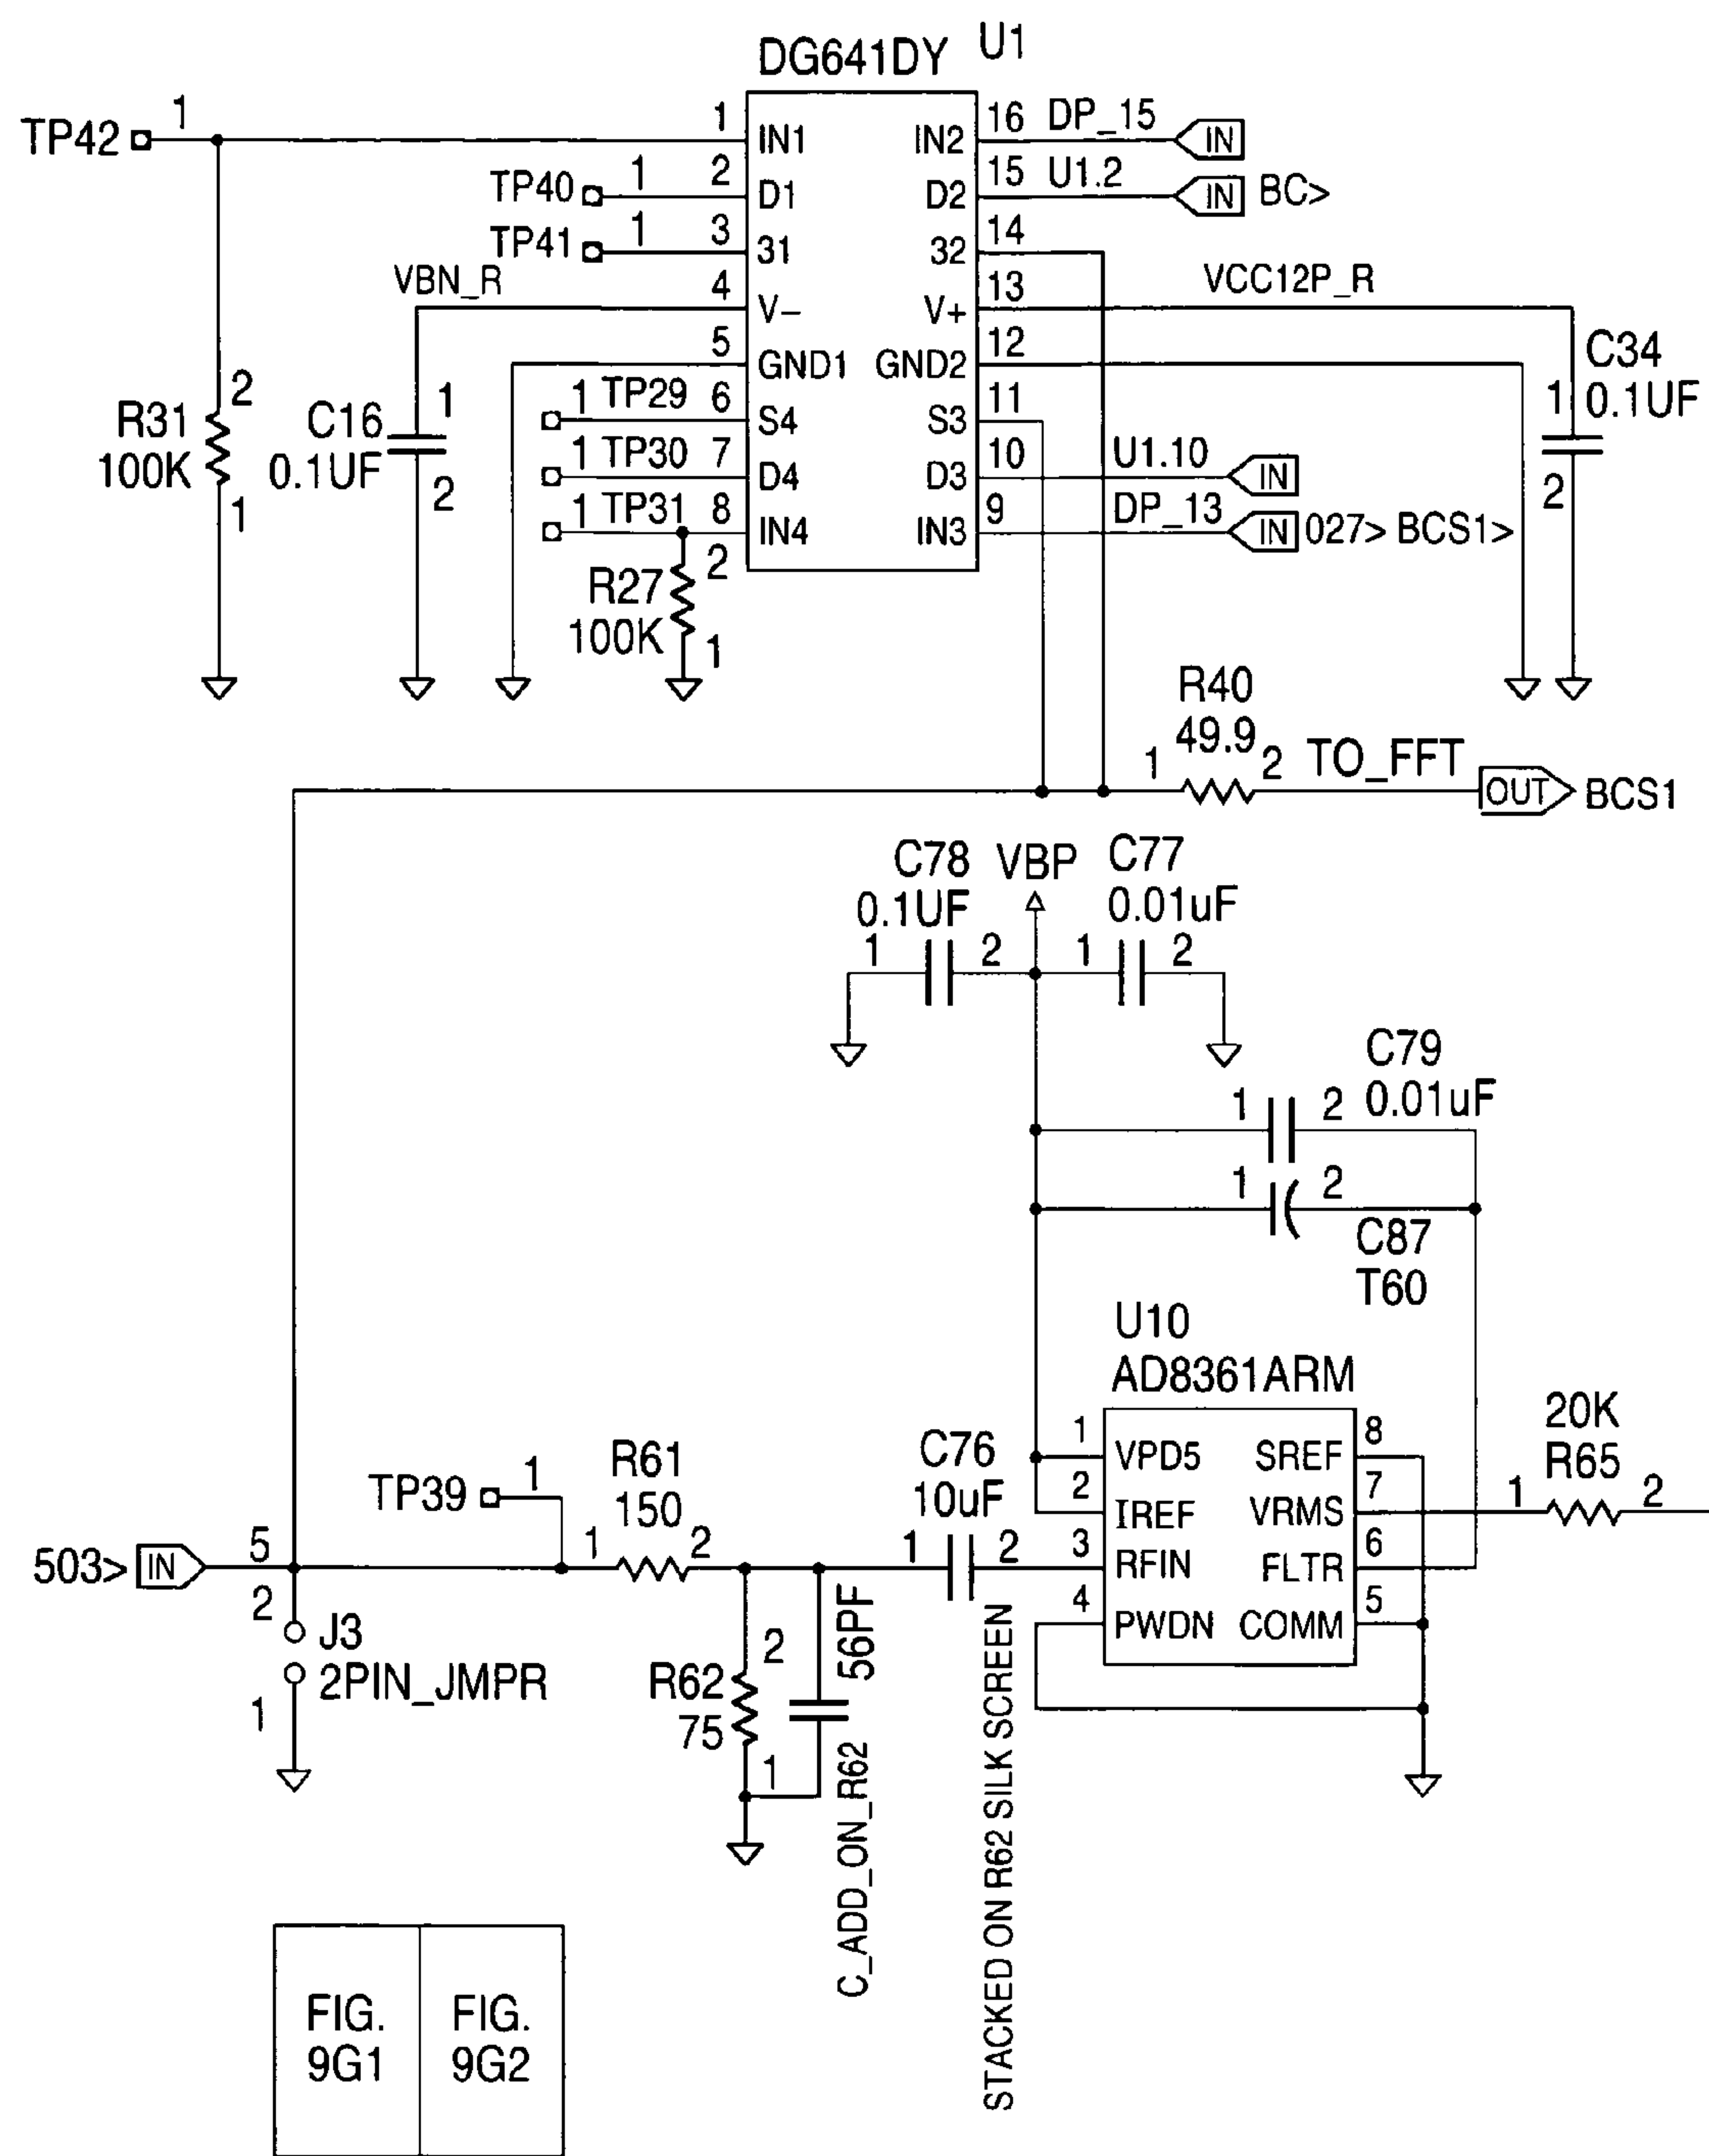 DG641DY U1
TP42 1
1 IN1
TP40 1 2 D1
TP41 1 3 31
VBN_R 4 V-
5 GND1
1 TP29 6 S4
1 TP30 7 D4
1 TP31 8 IN4
IN2 16 DP_15 IN
D2 15 U1.2 IN BC>
32 14
V+ 13 VCC12P_R
GND2 12
S3 11
D3 10 U1.10 IN
IN3 9 DP_13 IN 027> BCS1>
2
R31
100K
1
1
C16
0.1UF
2
2
R27
100K
1
C34
1 0.1UF
2
R40
49.9
1 2 TO_FFT OUT BCS1
C78 VBP C77
0.1UF 0.01uF
1 2 1 2
C79
1 2 0.01uF
1 2
C87
T60
U10
AD8361ARM
1 VPD5 SREF 8
2 IREF VRMS 7
3 RFIN FLTR 6
4 PWDN COMM 5
20K
R65
1 2
C76
10uF
1 2
TP39 1
R61
150
1 2
503> IN 5
2
J3
2PIN_JMPR
1
2
R62
75
1
56PF
C_ADD_ON_R62
STACKED ON R62 SILK SCREEN
FIG.
9G1
FIG.
9G2